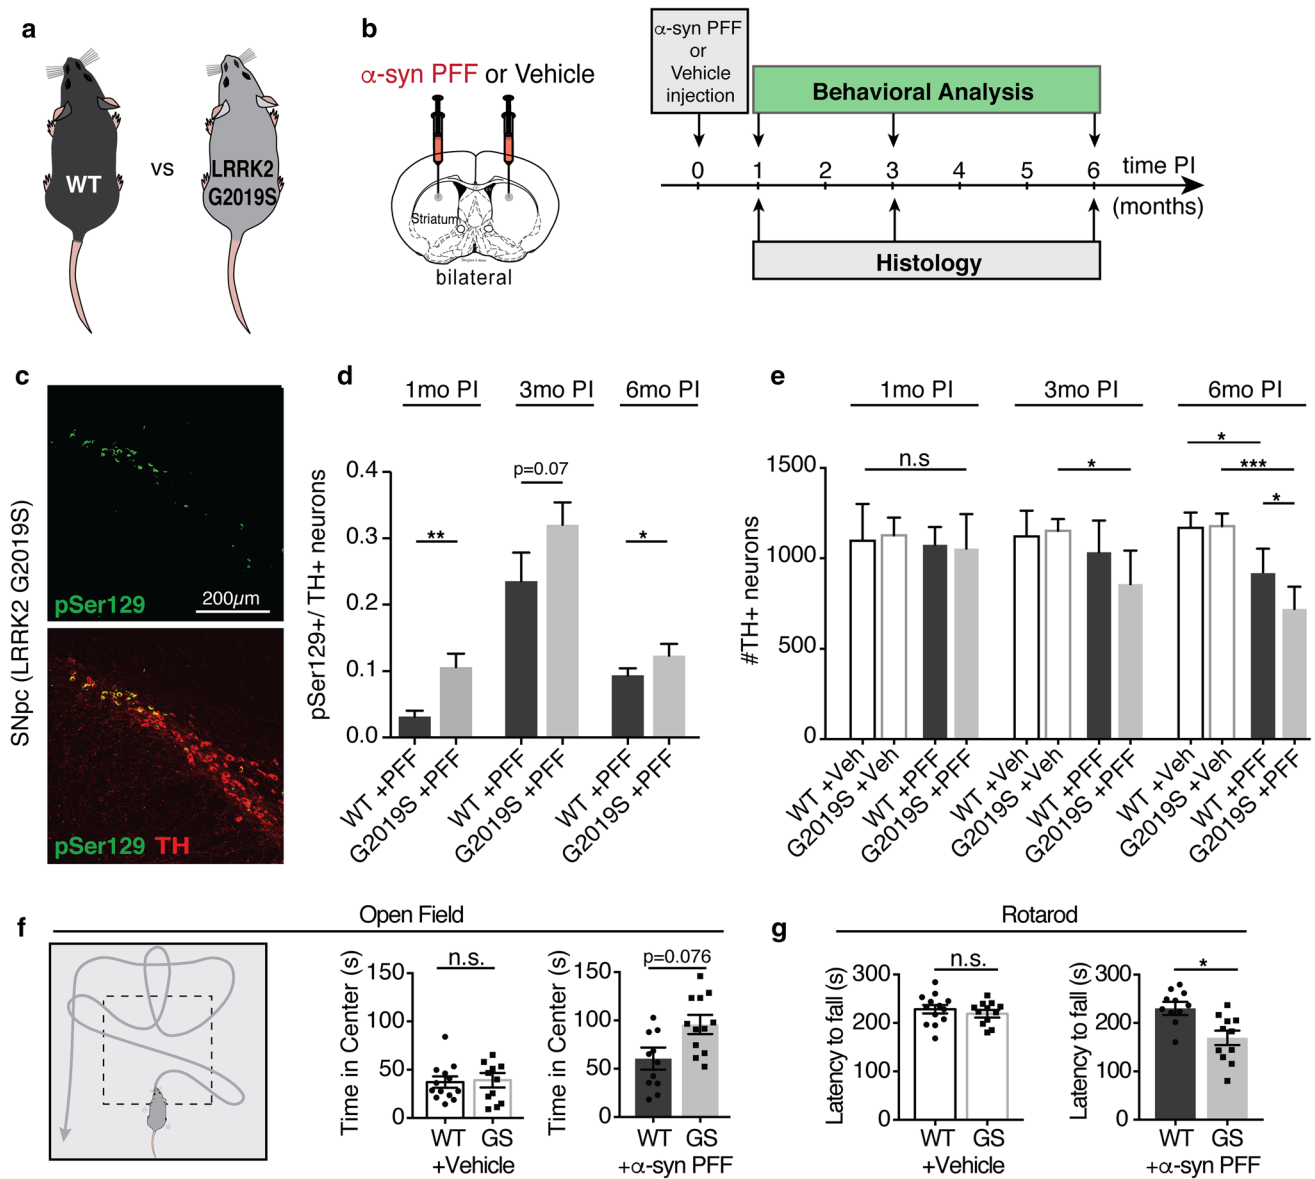 a
WT
vs
LRRK2
G2019S
b
α-syn PFF or Vehicle
Striatum
bilateral
α-syn PFF
or
Vehicle
injection
Behavioral Analysis
0 1 2 3 4 5 6 time PI
(months)
Histology
c
SNpc (LRRK2 G2019S)
pSer129
200μm
pSer129 TH
d
1mo PI 3mo PI 6mo PI
pSer129+/ TH+ neurons
0.4
0.3
0.2
0.1
0.0
**
p=0.07
*
WT +PFF
G2019S +PFF
WT +PFF
G2019S +PFF
WT +PFF
G2019S +PFF
e
1mo PI 3mo PI 6mo PI
#TH+ neurons
1500
1000
500
0
n.s
*
*
***
*
WT +Veh
G2019S +Veh
WT +PFF
G2019S +PFF
WT +Veh
G2019S +Veh
WT +PFF
G2019S +PFF
WT +Veh
G2019S +Veh
WT +PFF
G2019S +PFF
f
Open Field
Time in Center (s)
150
100
50
0
n.s.
WT GS
+Vehicle
Time in Center (s)
150
100
50
0
p=0.076
WT GS
+α-syn PFF
g
Rotarod
Latency to fall (s)
300
200
100
0
n.s.
WT GS
+Vehicle
Latency to fall (s)
300
200
100
0
*
WT GS
+α-syn PFF